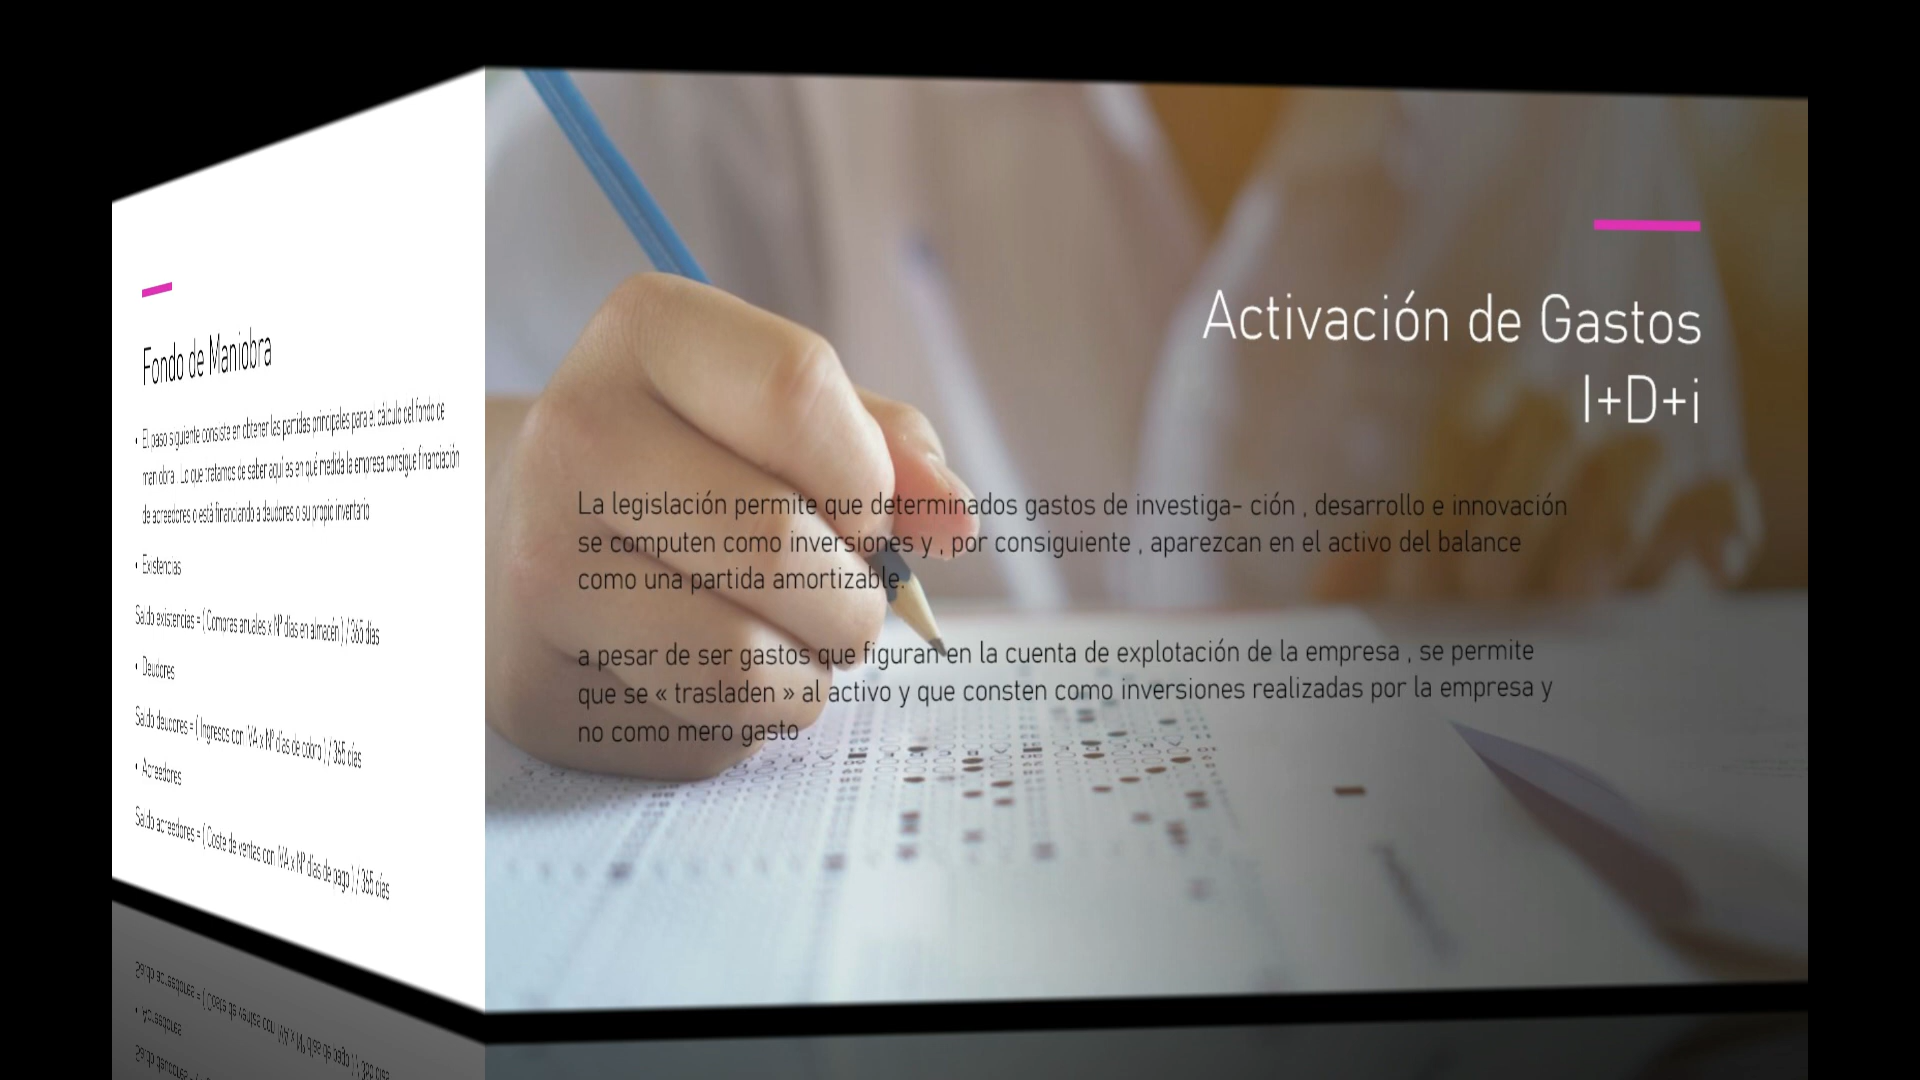 Fondo de Maniobra
• El paso siguiente consiste en obtener las partidas principales para el cálculo del fondo de
maniobra . Lo que tratamos de saber aquí es en qué medida la empresa consigue financiación
de acreedores o está financiando a deudores o su propio inventario
• Existencias
Saldo existencias = ( Compras anuales x Nº días en almacén ) / 365 días
• Deudores
Saldo deudores = ( Ingresos con IVA x Nº días de cobro ) / 365 días
• Acreedores
Saldo acreedores = ( Coste de ventas con IVA x Nº días de pago ) / 365 días
Activación de Gastos
I+D+i
La legislación permite que determinados gastos de investiga- ción , desarrollo e innovación
se computen como inversiones y , por consiguiente , aparezcan en el activo del balance
como una partida amortizable.
a pesar de ser gastos que figuran en la cuenta de explotación de la empresa , se permite
que se « trasladen » al activo y que consten como inversiones realizadas por la empresa y
no como mero gasto .